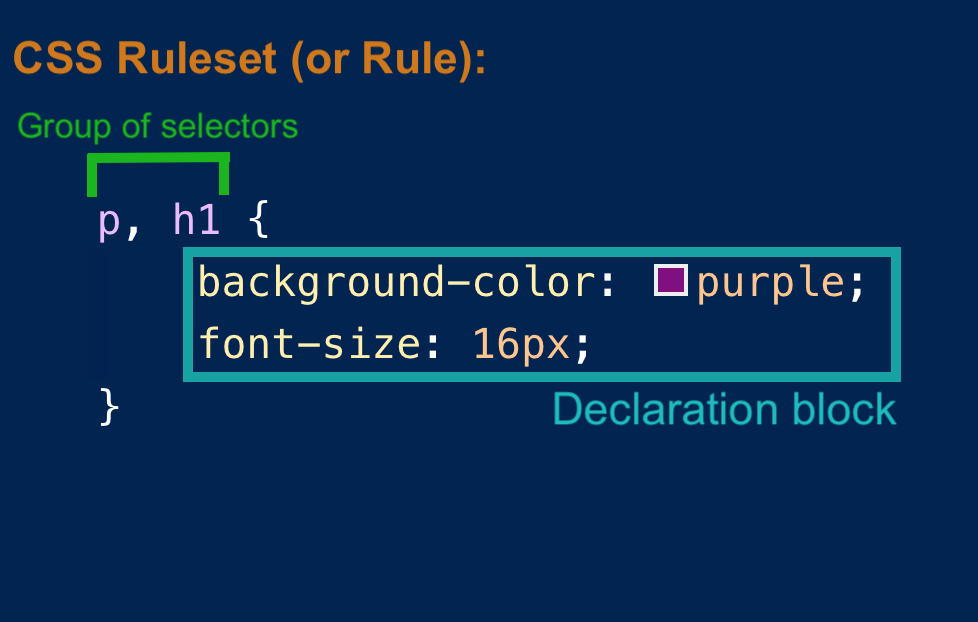 CSS Ruleset (or Rule):
Group of selectors
p, h1 {
background-color: purple;
font-size: 16px;
}
Declaration block